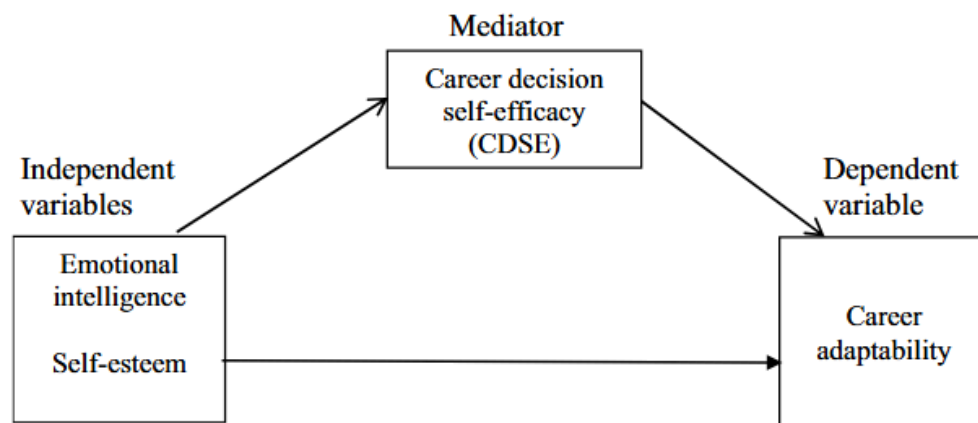 Mediator
Career decision
self-efficacy
(CDSE)
Independent
variables
Dependent
variable
Emotional
intelligence
Self-esteem
Career
adaptability